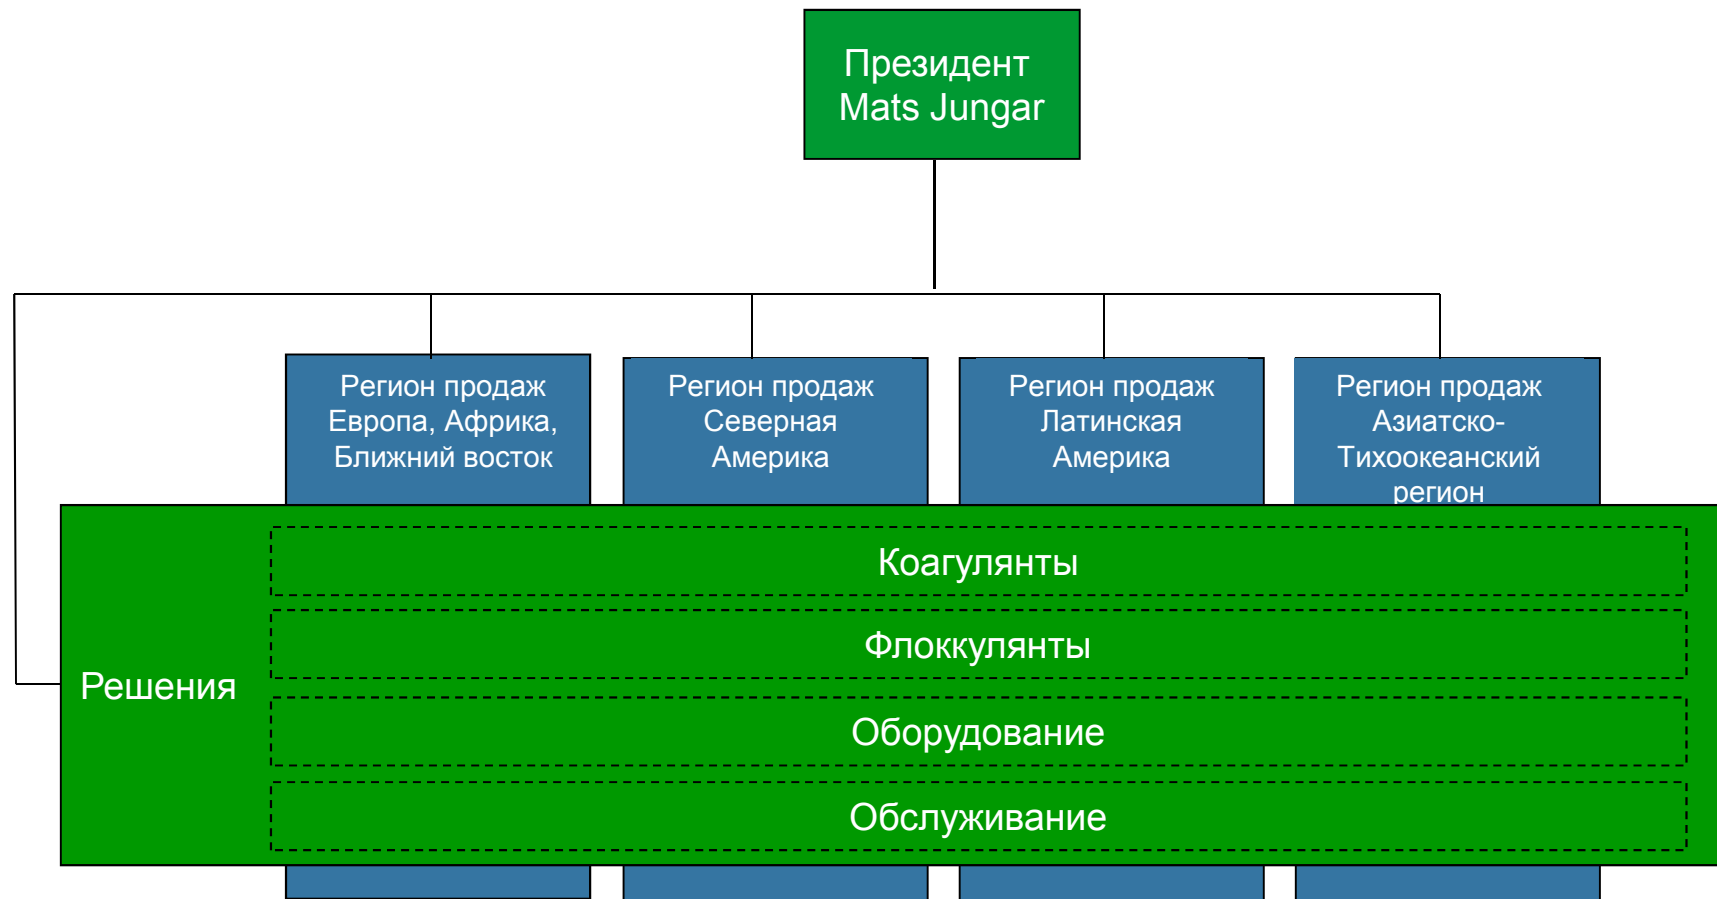 Президент
Mats Jungar
Регион продаж
Европа, Африка,
Ближний восток
Регион продаж
Северная
Америка
Регион продаж
Латинская
Америка
Регион продаж
Азиатско-
Тихоокеанский
регион
Решения
Коагулянты
Флоккулянты
Оборудование
Обслуживание